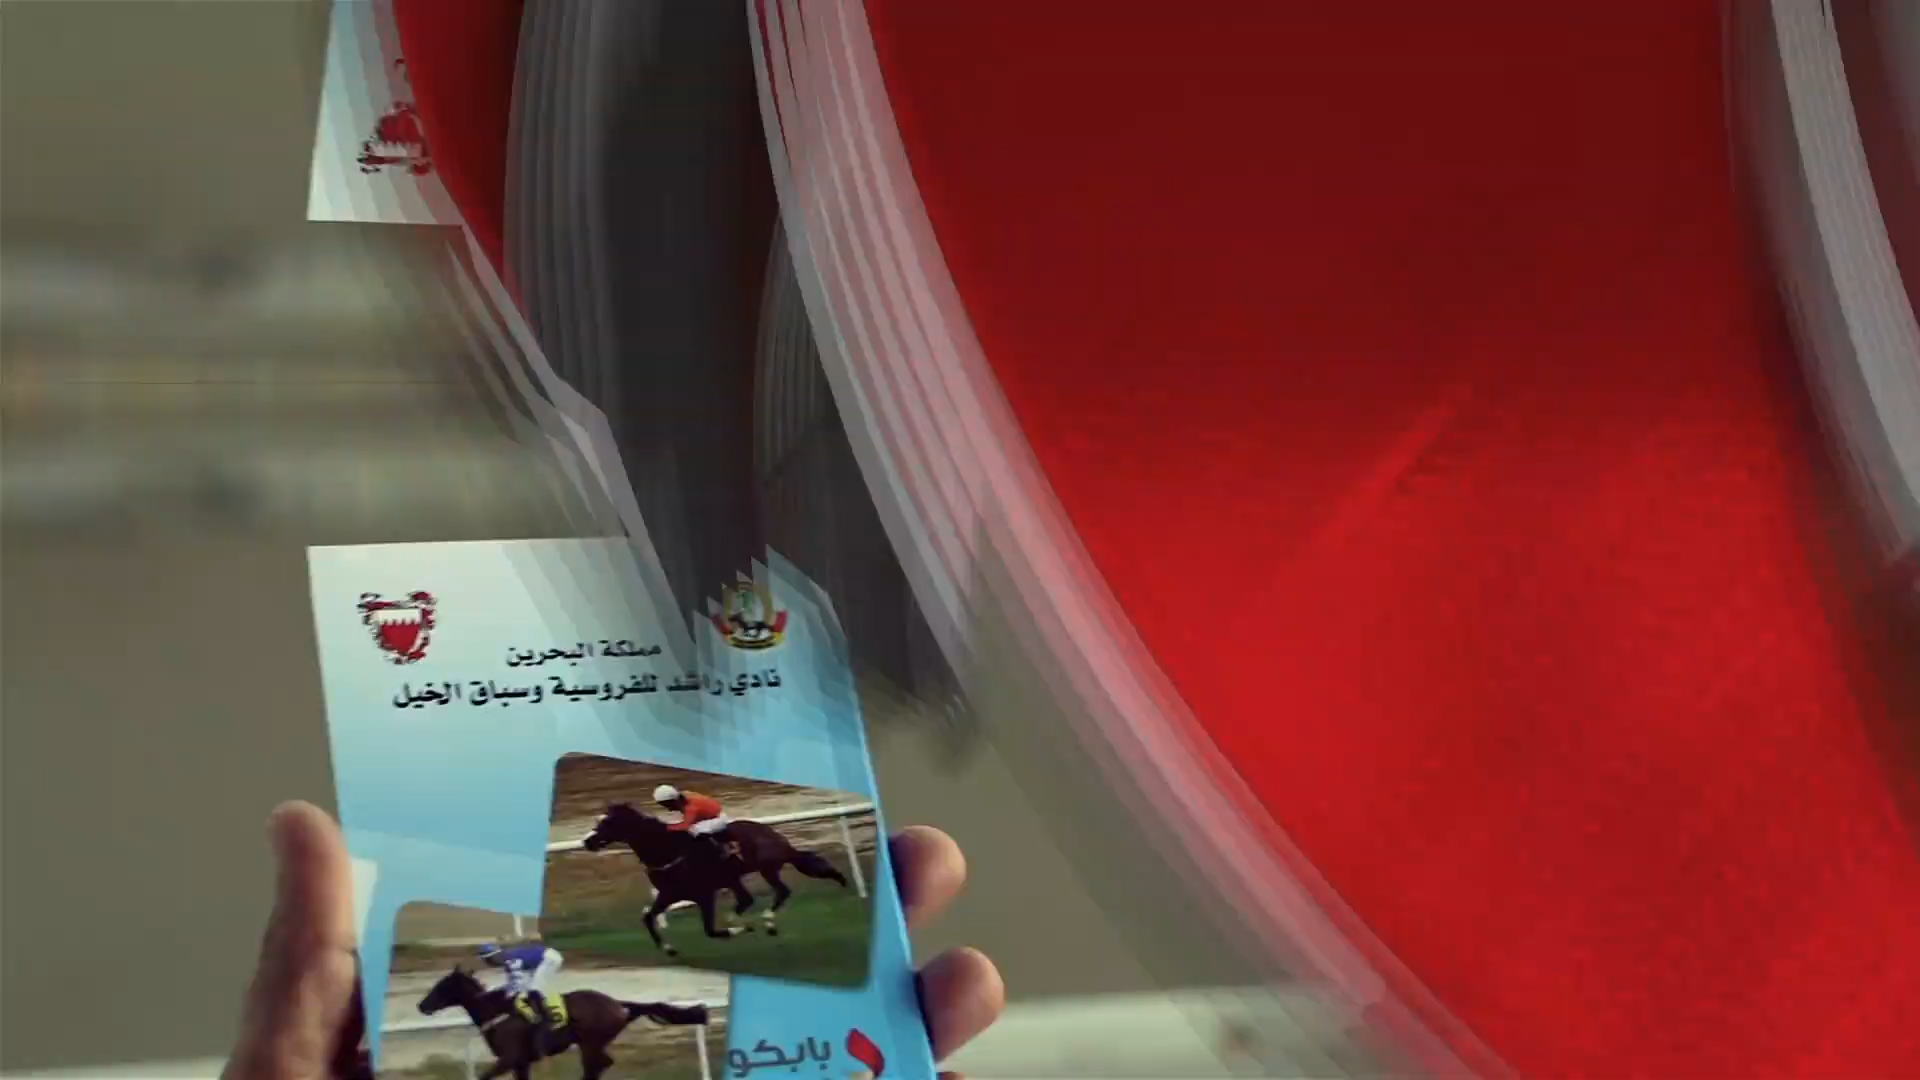 مملكة البحرين
نادي راشد للفروسية وسباق الخيل
بابكو